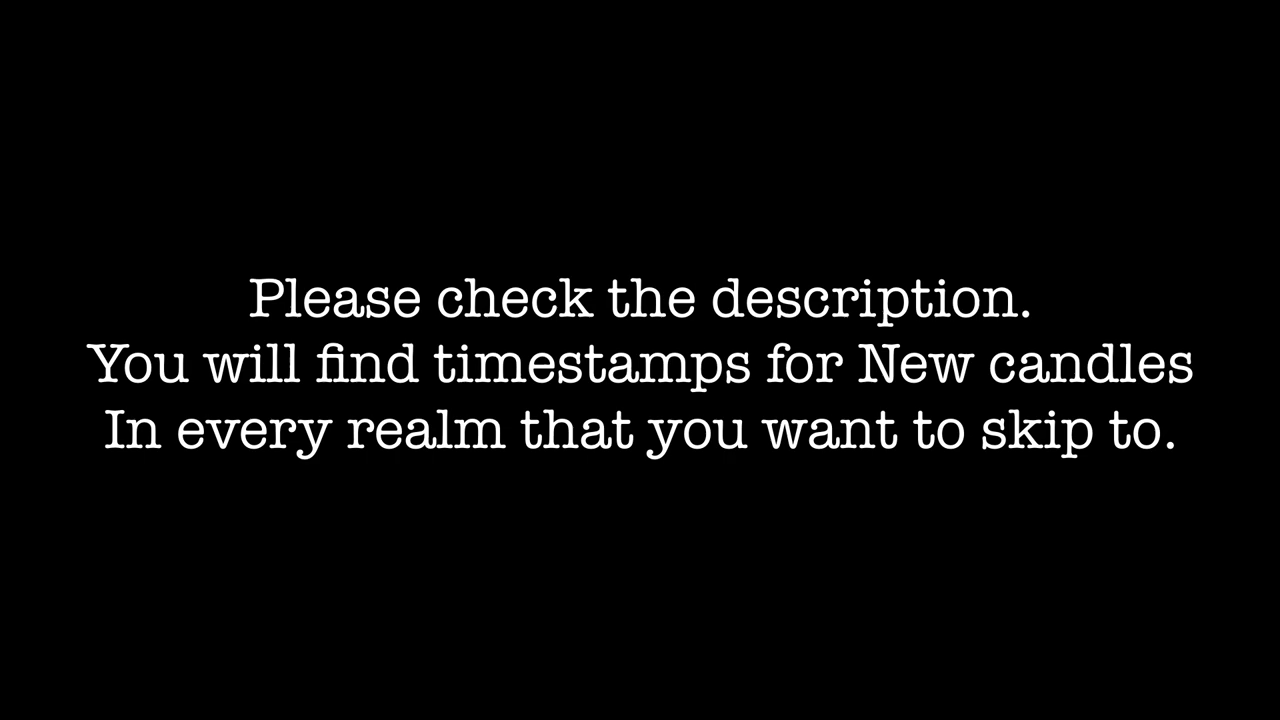 Please check the description.
You will find timestamps for New candles
In every realm that you want to skip to.